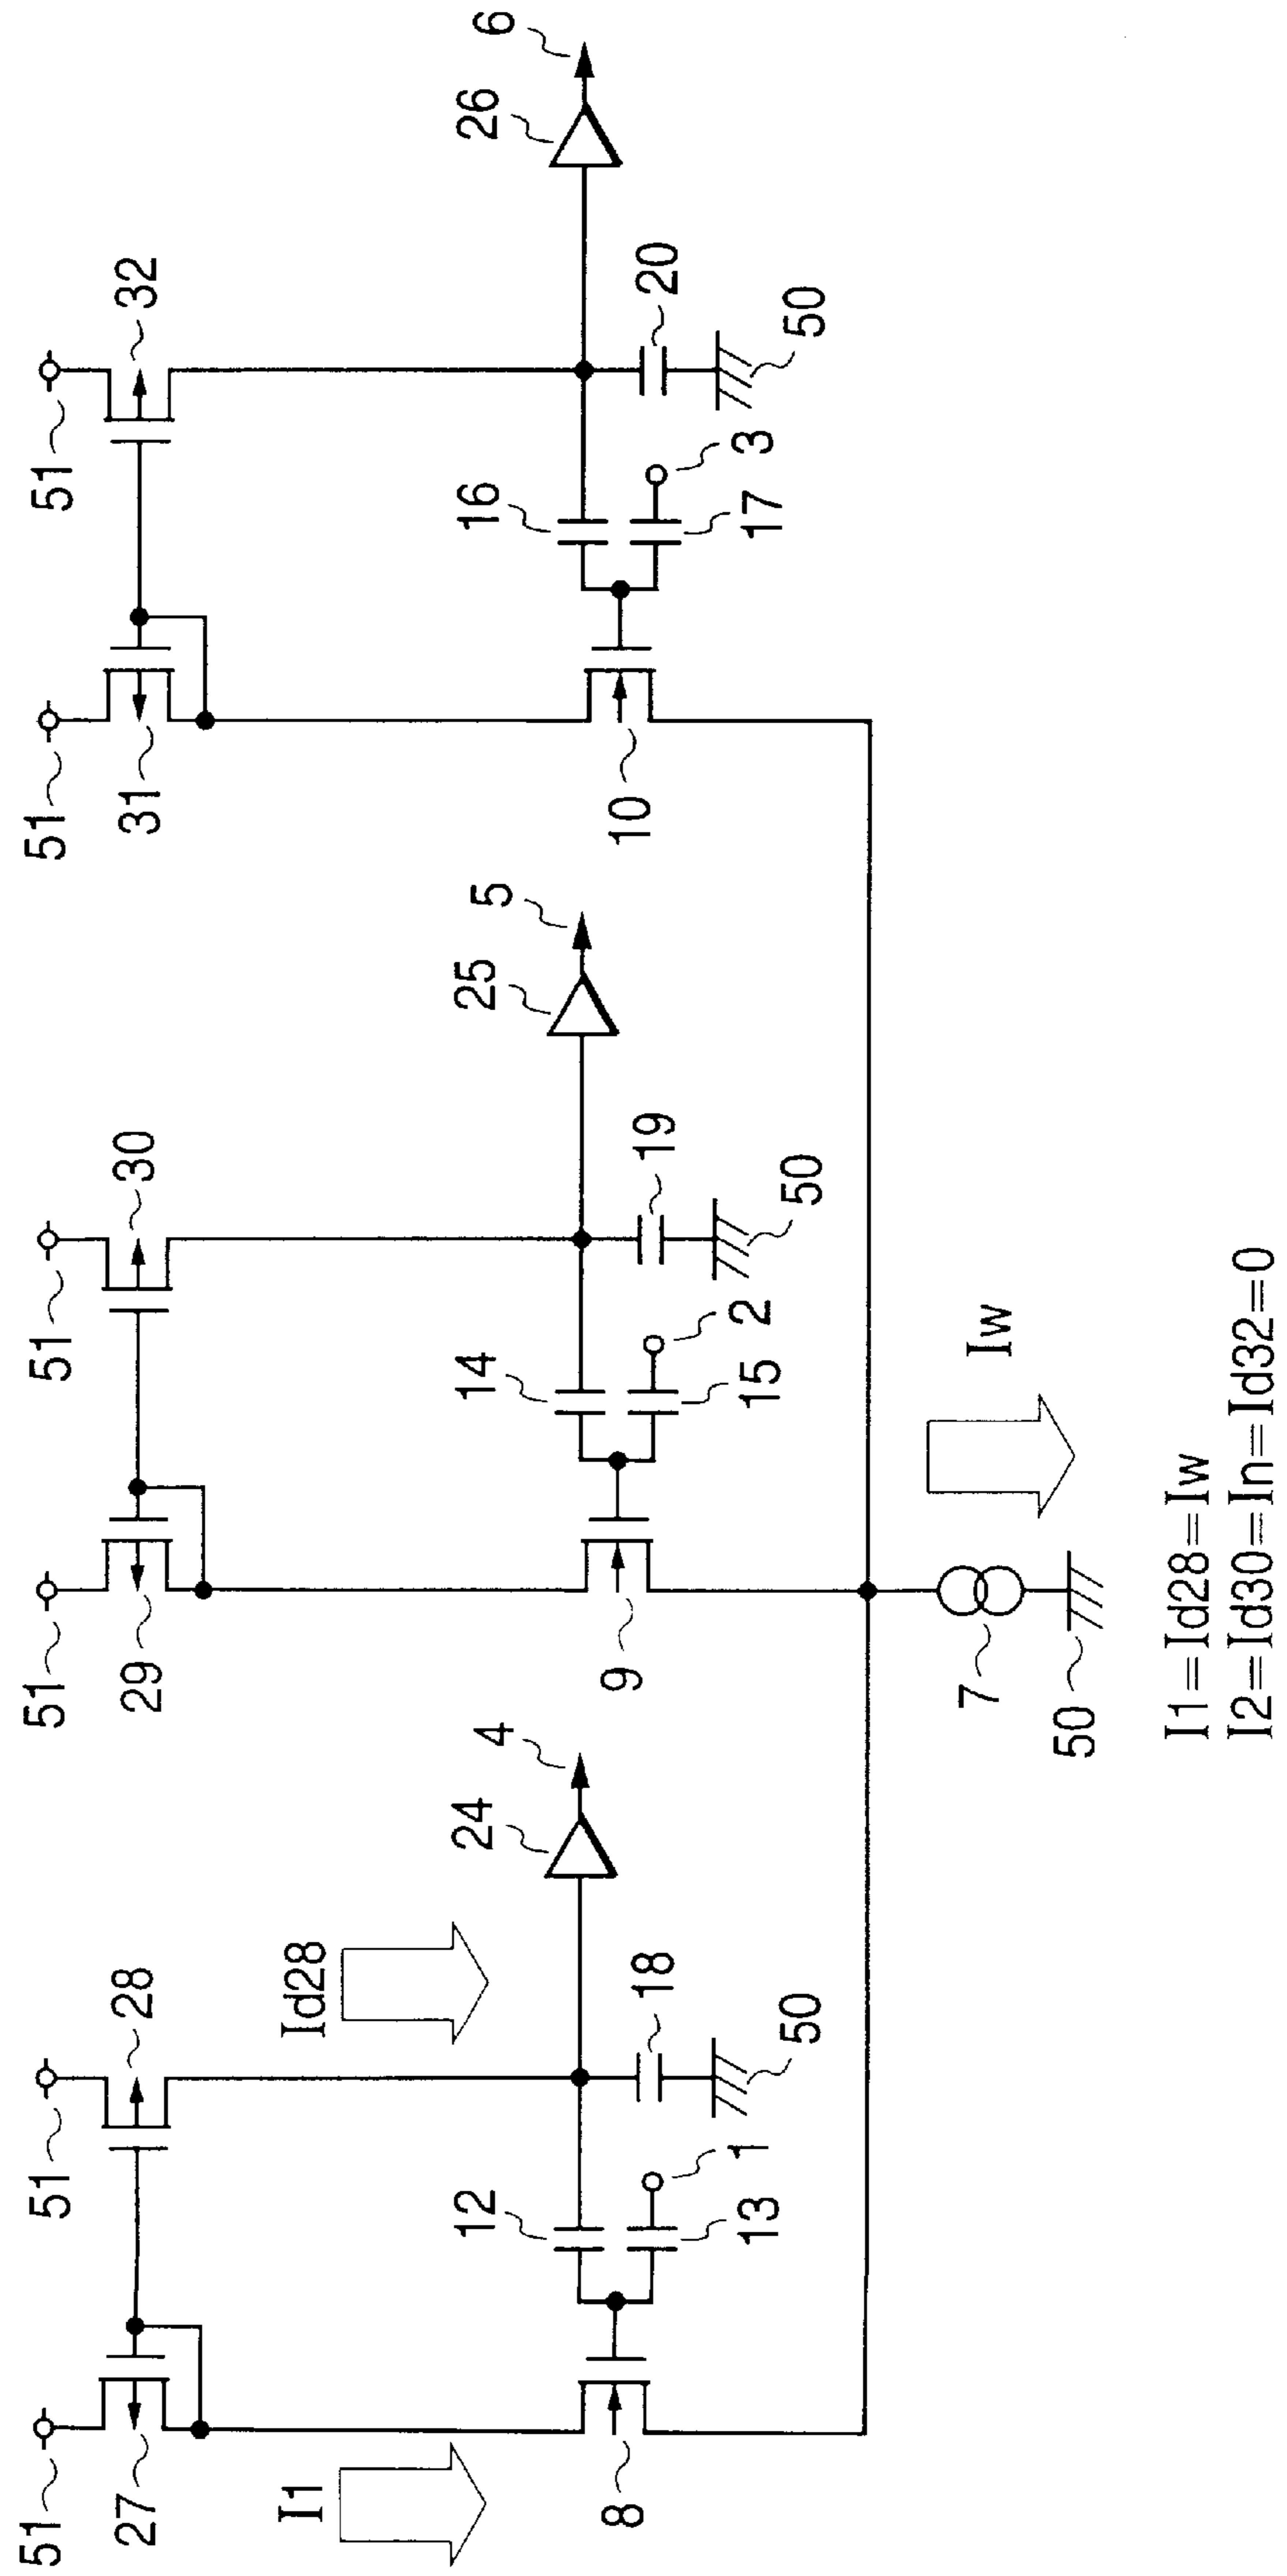 51 51 51 51 51 51
27 28 29 30 31 32
I1 Id28
12 24 4 14 25 5 16 26 6
8 18 9 19 10 20
13 1 50 15 2 50 17 3 50
7 Iw
50
I1=Id28=Iw
I2=Id30=In=Id32=0